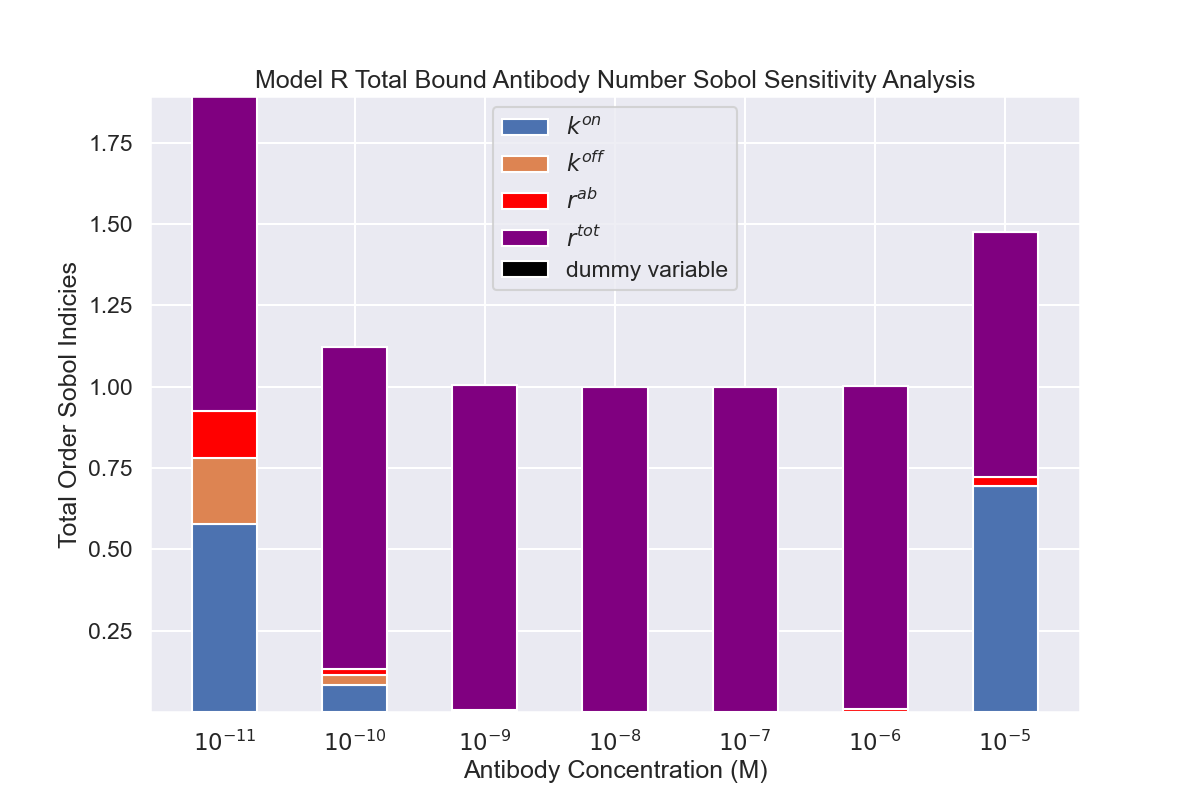 Model R Total Bound Antibody Number Sobol Sensitivity Analysis
k^{on}
k^{off}
r^{ab}
r^{tot}
dummy variable
Total Order Sobol Indicies
1.75
1.50
1.25
1.00
0.75
0.50
0.25
10^{-11} 10^{-10} 10^{-9} 10^{-8} 10^{-7} 10^{-6} 10^{-5}
Antibody Concentration (M)